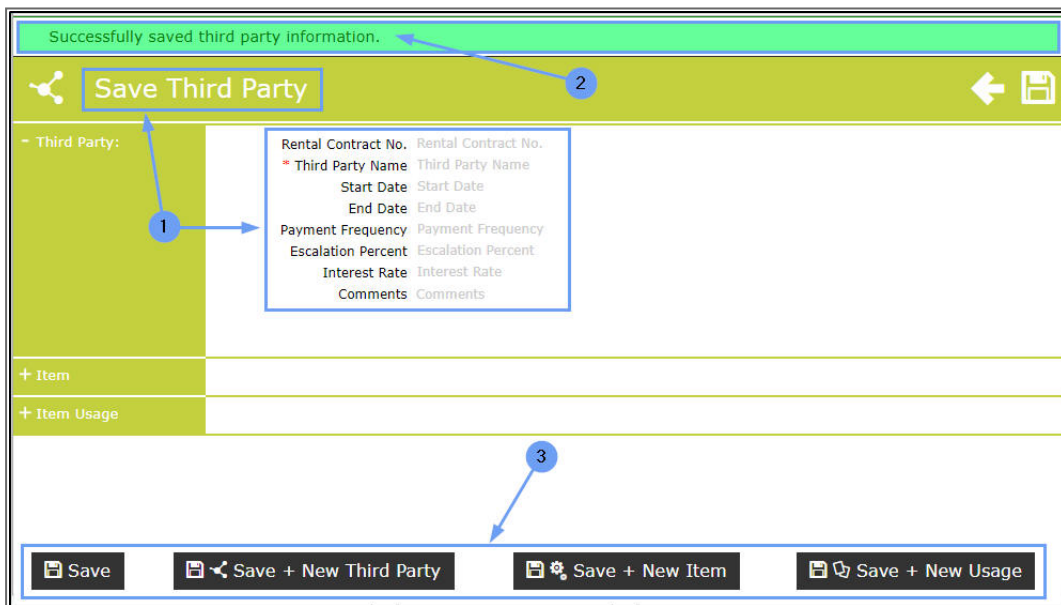 Successfully saved third party information.
2
Save Third Party
- Third Party:
Rental Contract No. Rental Contract No.
* Third Party Name Third Party Name
Start Date Start Date
End Date End Date
1
Payment Frequency Payment Frequency
Escalation Percent Escalation Percent
Interest Rate Interest Rate
Comments Comments
+ Item
+ Item Usage
3
Save Save + New Third Party Save + New Item Save + New Usage